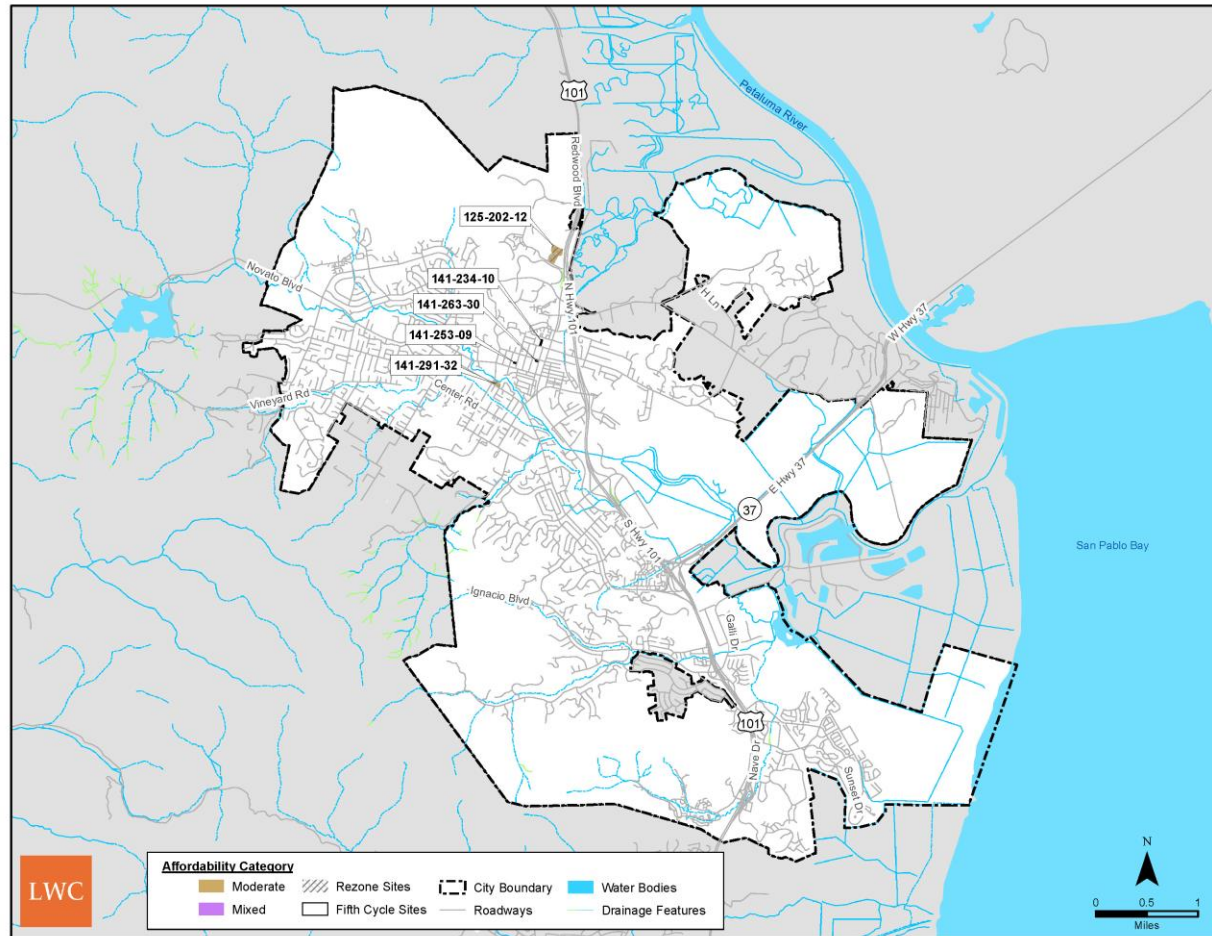 101
Redwood Blvd
Petaluma River
125-202-12
Novato Blvd
141-234-10
N Hwy 101
H Ln
141-263-30
W Hwy 37
141-253-09
141-291-32
Center Rd
Vineyard Rd
E Hwy 37
37
S Hwy 101
San Pablo Bay
Ignacio Blvd
Galli Dr
101
Nave Dr
Sunset Dr
N
LWC
Affordability Category
Moderate
Rezone Sites
City Boundary
Water Bodies
Mixed
Fifth Cycle Sites
Roadways
Drainage Features
0 0.5 1
Miles